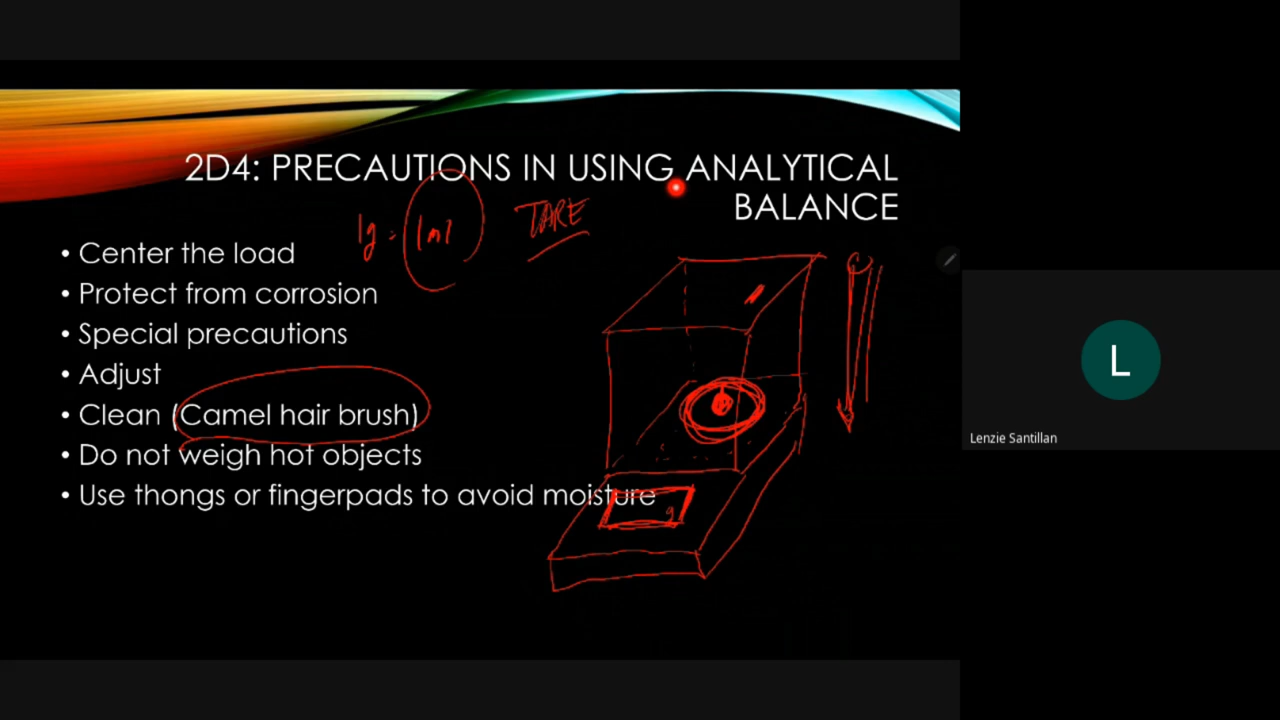 2D4: PRECAUTIONS IN USING ANALYTICAL
BALANCE
1g = 1ml TARE
• Center the load
• Protect from corrosion
• Special precautions
• Adjust
• Clean (Camel hair brush)
• Do not weigh hot objects
• Use thongs or fingerpads to avoid moisture
g
L
Lenzie Santillan